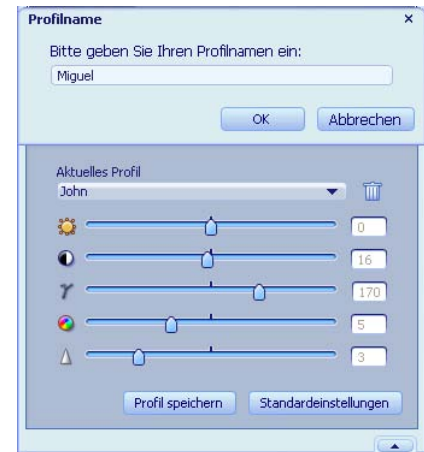 Profilname
Bitte geben Sie Ihren Profilnamen ein:
Miguel
OK Abbrechen
Aktuelles Profil
John
0
16
170
5
3
Profil speichern Standardeinstellungen